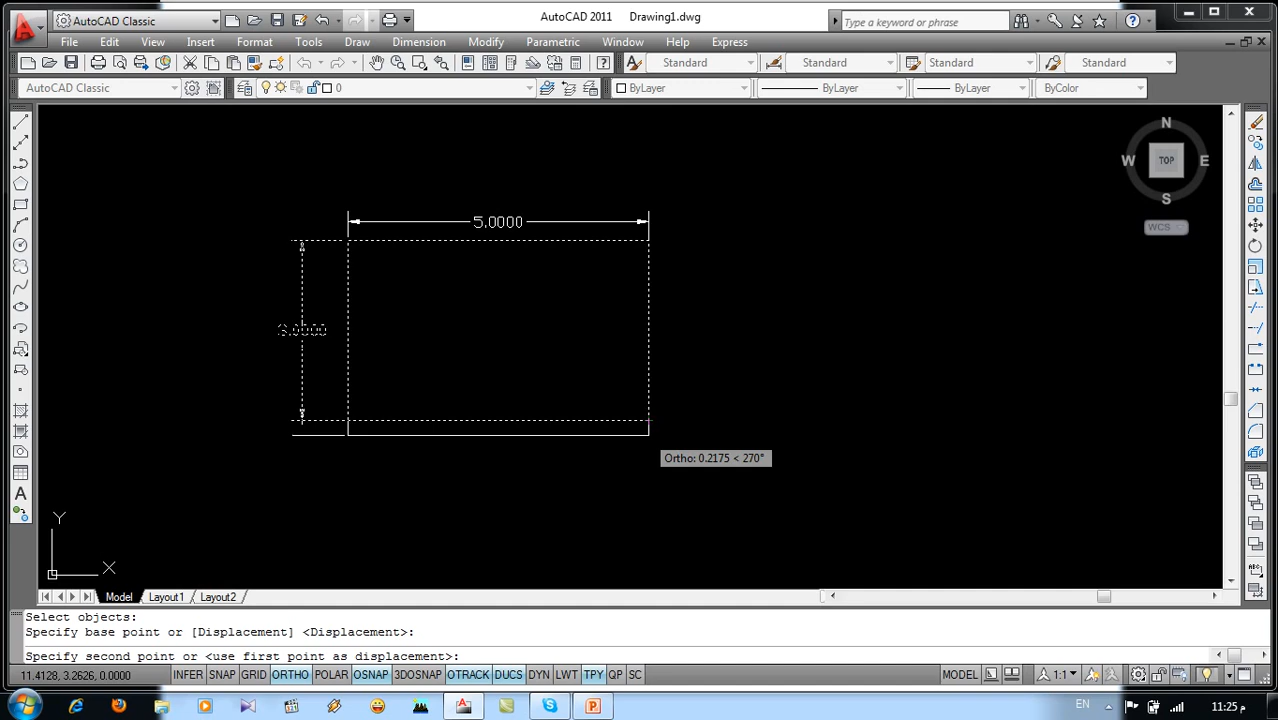 AutoCAD Classic
AutoCAD 2011 Drawing1.dwg
Type a keyword or phrase
File Edit View Insert Format Tools Draw Dimension Modify Parametric Window Help Express
Standard Standard Standard Standard
AutoCAD Classic 0 ByLayer ByLayer ByLayer ByColor
N
W TOP E
S
WCS
5.0000
3.0000
Ortho: 0.2175 < 270°
Y
X
Model Layout1 Layout2
Select objects:
Specify base point or [Displacement] <Displacement>:
Specify second point or <use first point as displacement>:
11.4128, 3.2626, 0.0000 INFER SNAP GRID ORTHO POLAR OSNAP 3DOSNAP OTRACK DUCS DYN LWT TPY QP SC MODEL 1:1
EN 11:25 م